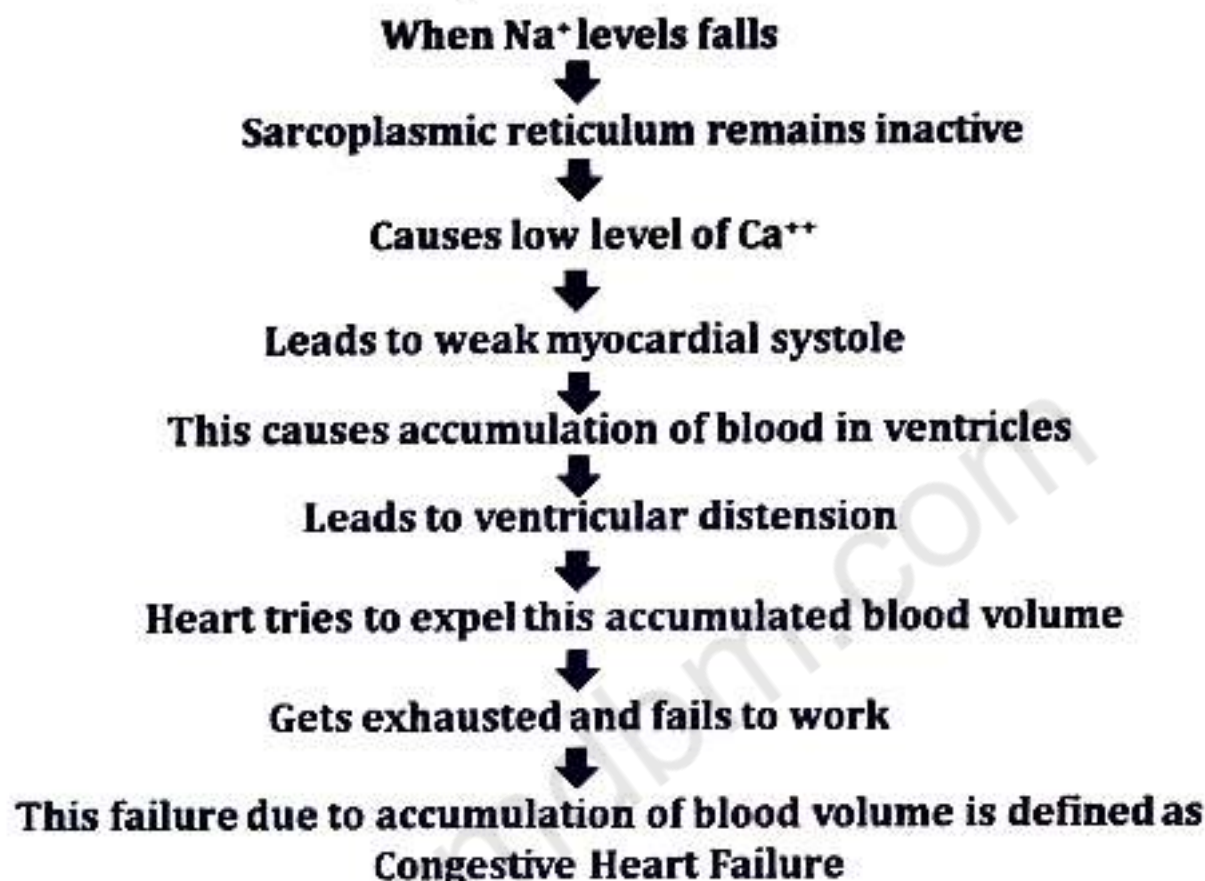 When Na⁺ levels falls
Sarcoplasmic reticulum remains inactive
Causes low level of Ca⁺⁺
Leads to weak myocardial systole
This causes accumulation of blood in ventricles
Leads to ventricular distension
Heart tries to expel this accumulated blood volume
Gets exhausted and fails to work
This failure due to accumulation of blood volume is defined as
Congestive Heart Failure
mdbm.com